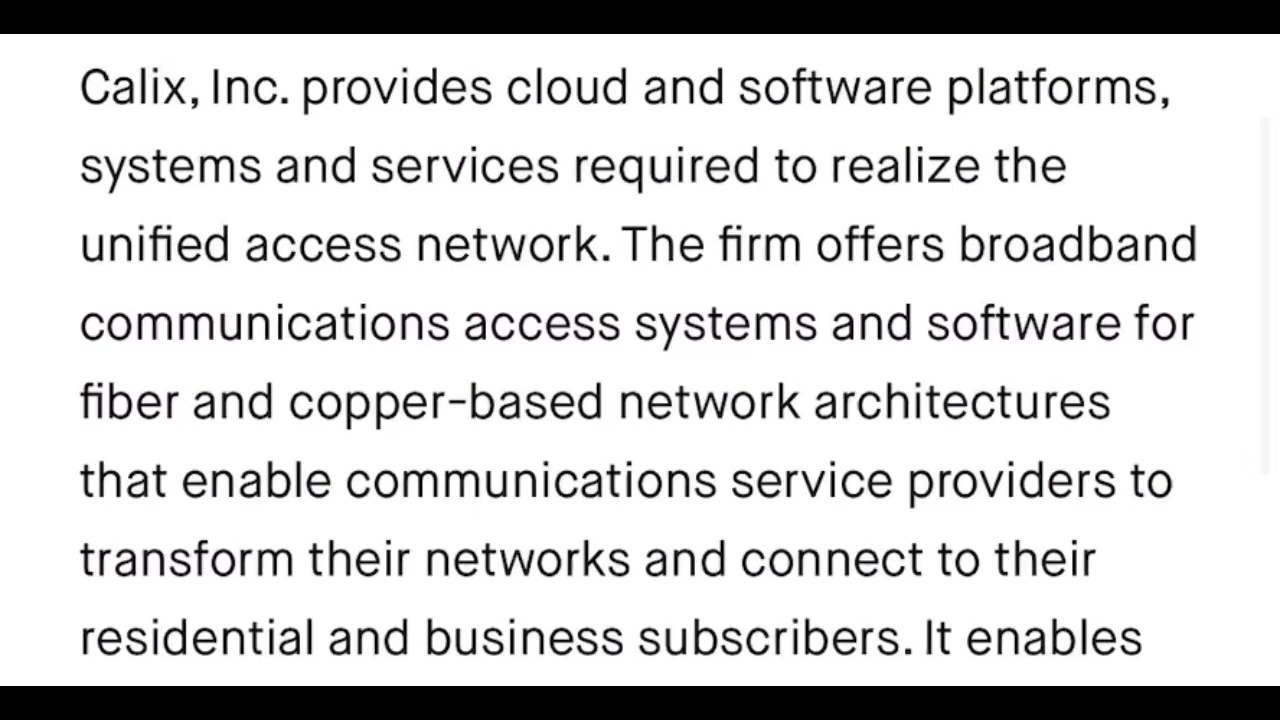 Calix, Inc. provides cloud and software platforms,
systems and services required to realize the
unified access network. The firm offers broadband
communications access systems and software for
fiber and copper-based network architectures
that enable communications service providers to
transform their networks and connect to their
residential and business subscribers. It enables